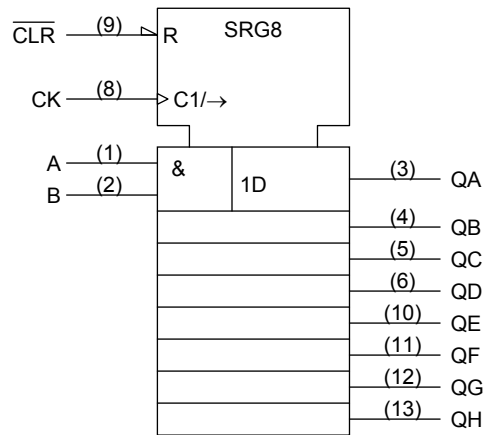 CLR (9) R SRG8
CK (8) C1/→
A (1) & 1D (3) QA
B (2)
(4) QB
(5) QC
(6) QD
(10) QE
(11) QF
(12) QG
(13) QH